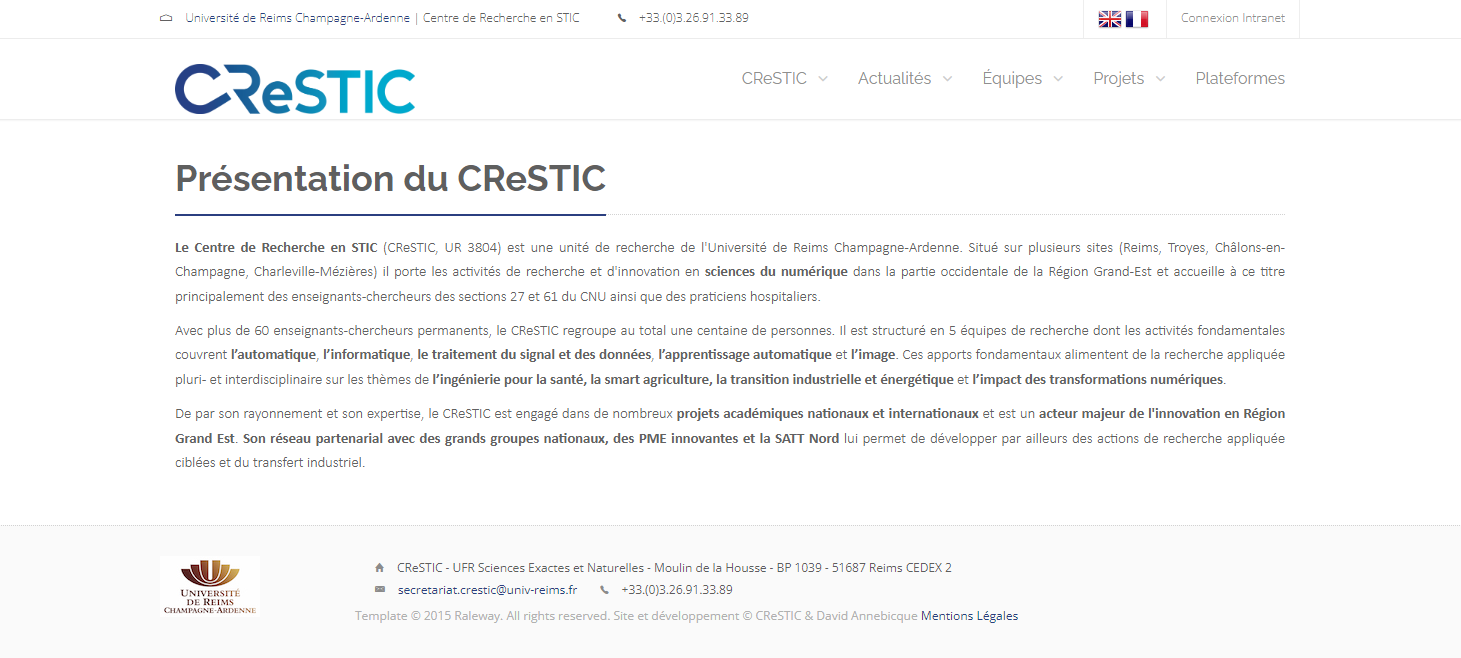 Université de Reims Champagne-Ardenne | Centre de Recherche en STIC +33.(0)3.26.91.33.89 Connexion Intranet
CReSTIC CReSTIC Actualités Équipes Projets Plateformes
Présentation du CReSTIC
Le Centre de Recherche en STIC (CReSTIC, UR 3804) est une unité de recherche de l'Université de Reims Champagne-Ardenne. Situé sur plusieurs sites (Reims, Troyes, Châlons-en-
Champagne, Charleville-Mézières) il porte les activités de recherche et d'innovation en sciences du numérique dans la partie occidentale de la Région Grand-Est et accueille à ce titre
principalement des enseignants-chercheurs des sections 27 et 61 du CNU ainsi que des praticiens hospitaliers.
Avec plus de 60 enseignants-chercheurs permanents, le CReSTIC regroupe au total une centaine de personnes. Il est structuré en 5 équipes de recherche dont les activités fondamentales
couvrent l’automatique, l’informatique, le traitement du signal et des données, l’apprentissage automatique et l’image. Ces apports fondamentaux alimentent de la recherche appliquée
pluri- et interdisciplinaire sur les thèmes de l’ingénierie pour la santé, la smart agriculture, la transition industrielle et énergétique et l’impact des transformations numériques.
De par son rayonnement et son expertise, le CReSTIC est engagé dans de nombreux projets académiques nationaux et internationaux et est un acteur majeur de l'innovation en Région
Grand Est. Son réseau partenarial avec des grands groupes nationaux, des PME innovantes et la SATT Nord lui permet de développer par ailleurs des actions de recherche appliquée
ciblées et du transfert industriel.
UNIVERSITÉ
DE REIMS
CHAMPAGNE-ARDENNE
CReSTIC - UFR Sciences Exactes et Naturelles - Moulin de la Housse - BP 1039 - 51687 Reims CEDEX 2
secretariat.crestic@univ-reims.fr +33.(0)3.26.91.33.89
Template © 2015 Raleway. All rights reserved. Site et développement © CReSTIC & David Annebicque Mentions Légales